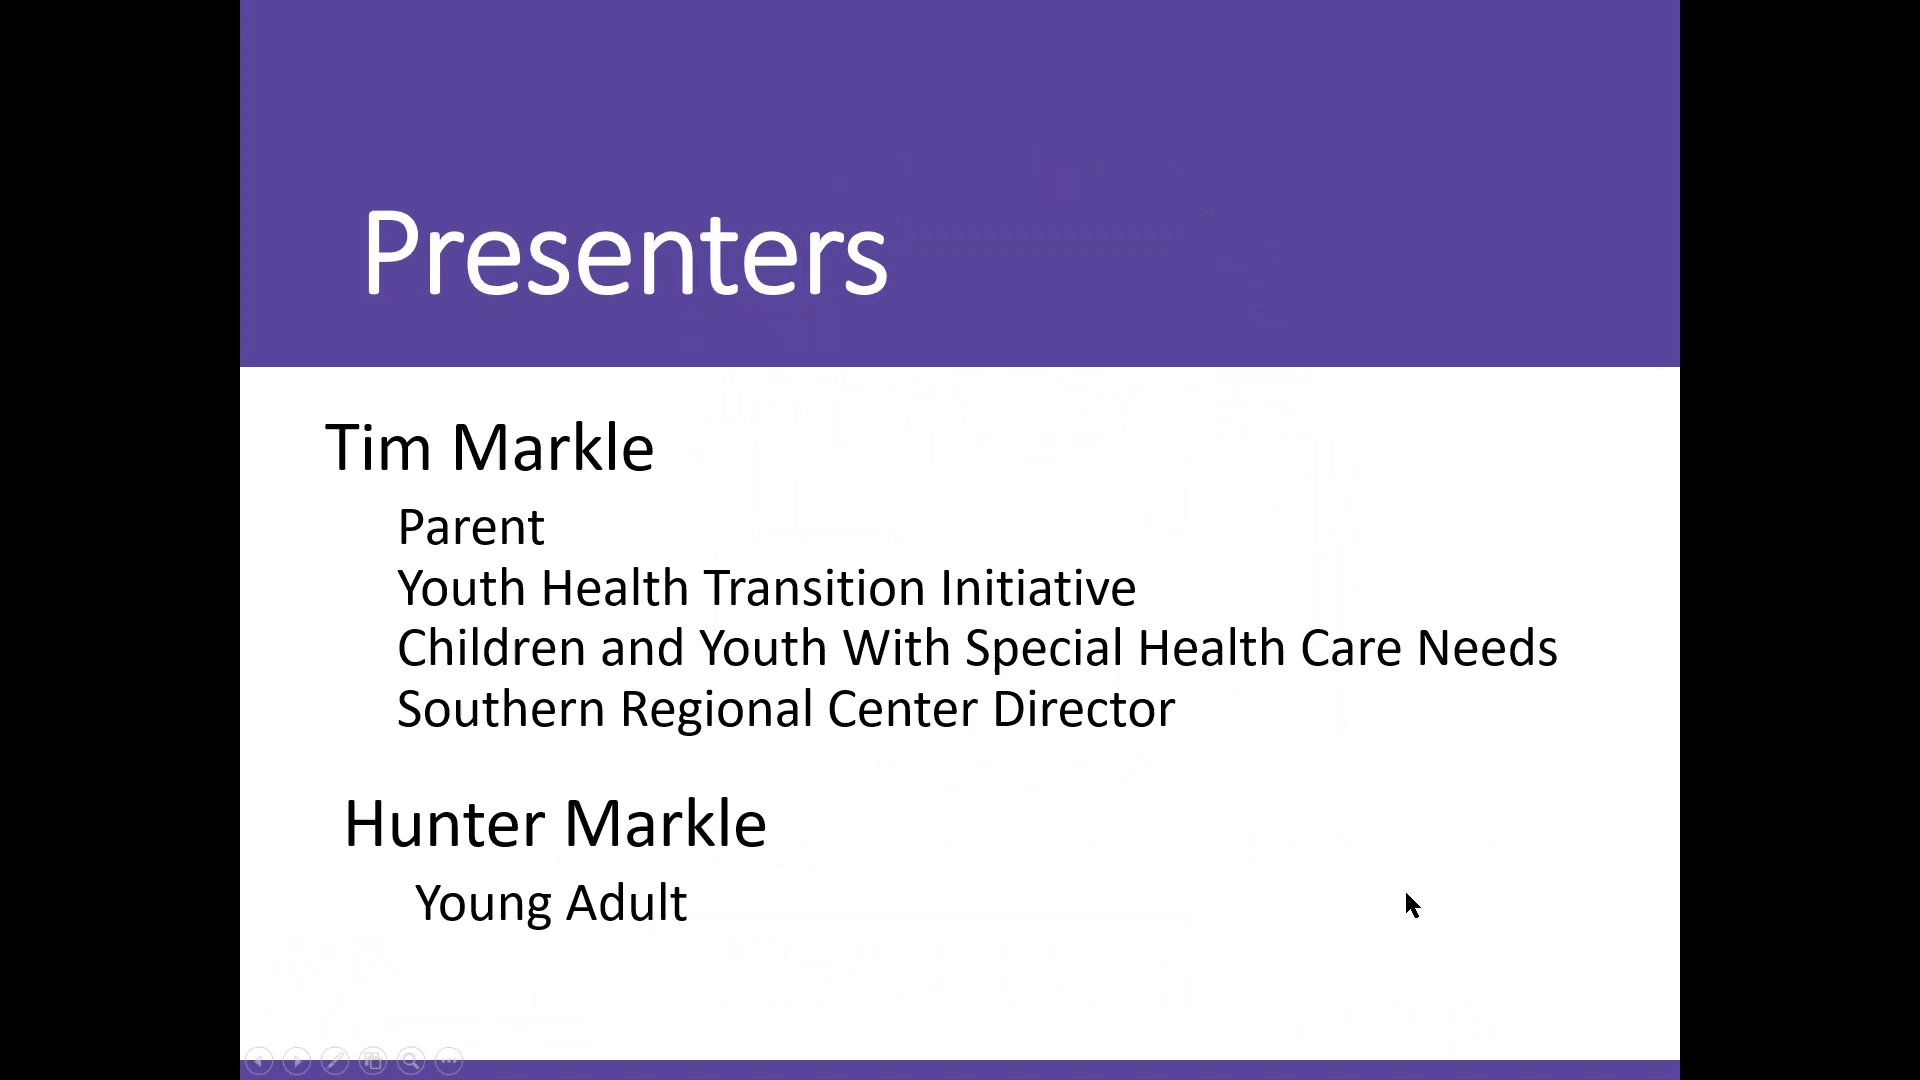 Presenters
Tim Markle
Parent
Youth Health Transition Initiative
Children and Youth With Special Health Care Needs
Southern Regional Center Director
Hunter Markle
Young Adult